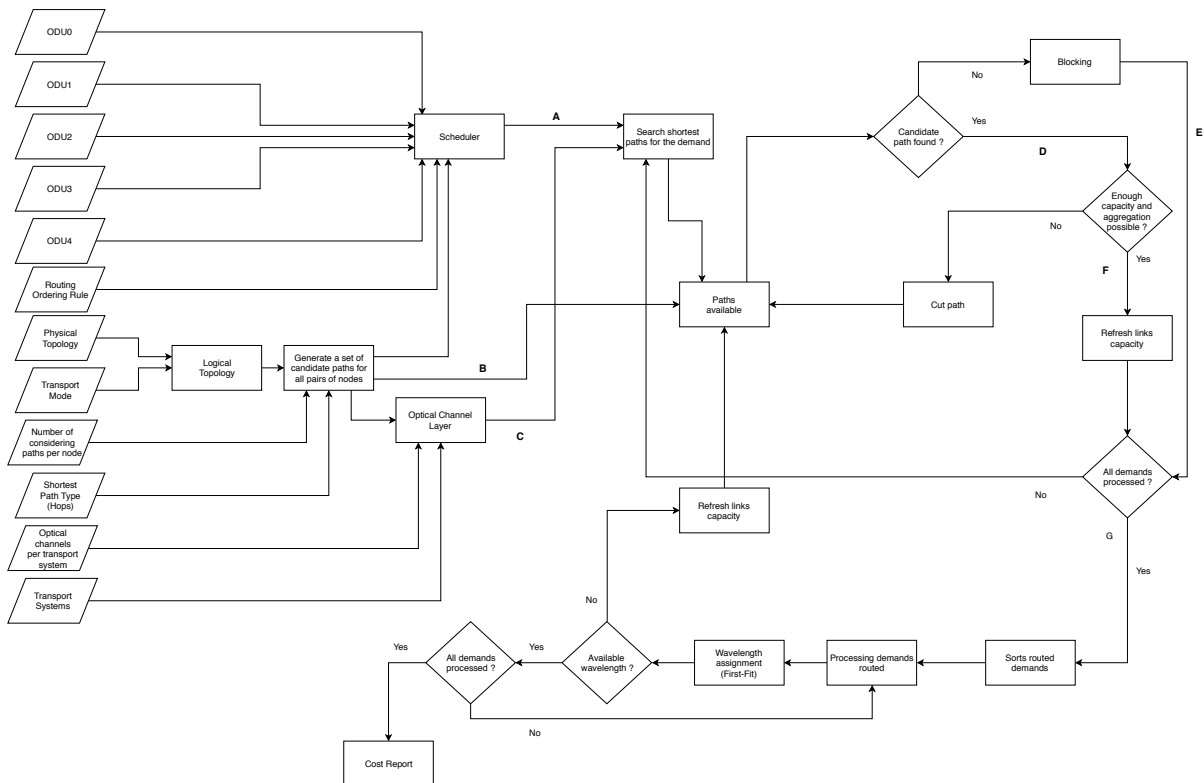 ODU0
ODU1
ODU2
ODU3
ODU4
Routing
Ordering Rule
Physical
Topology
Transport
Mode
Number of
considering
paths per node
Shortest
Path Type
(Hops)
Optical
channels
per transport
system
Transport
Systems
Logical
Topology
Generate a set of
candidate paths for
all pairs of nodes
Optical Channel
Layer
Scheduler
A
B
C
Search shortest
paths for the demand
Paths
available
Refresh links
capacity
Candidate
path found ?
No
Blocking
Yes
D
E
Enough
capacity and
aggregation
possible ?
No
Yes
F
Cut path
Refresh links
capacity
All demands
processed ?
No
G
Yes
Sorts routed
demands
Processing demands
routed
Wavelength
assignment
(First-Fit)
Available
wavelength ?
No
Yes
All demands
processed ?
Yes
No
Cost Report